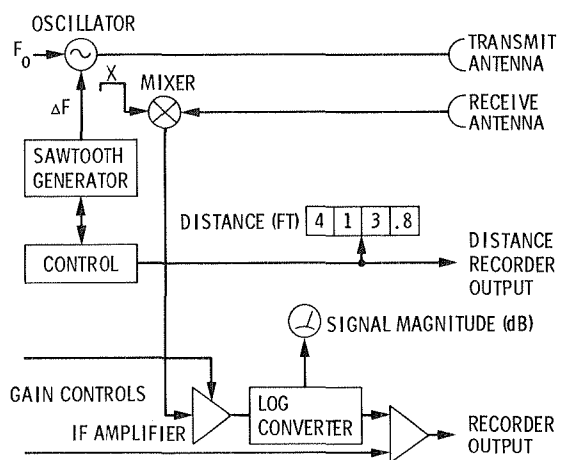 OSCILLATOR
F₀
TRANSMIT
ANTENNA
X
MIXER
ΔF
RECEIVE
ANTENNA
SAWTOOTH
GENERATOR
DISTANCE (FT) 4 1 3 .8
DISTANCE
RECORDER
OUTPUT
CONTROL
SIGNAL MAGNITUDE (dB)
GAIN CONTROLS
LOG
CONVERTER
IF AMPLIFIER
RECORDER
OUTPUT